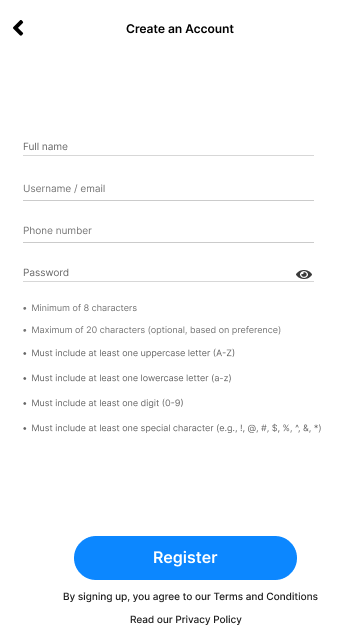 Create an Account
Full name
Username / email
Phone number
Password
• Minimum of 8 characters
• Maximum of 20 characters (optional, based on preference)
• Must include at least one uppercase letter (A-Z)
• Must include at least one lowercase letter (a-z)
• Must include at least one digit (0-9)
• Must include at least one special character (e.g., !, @, #, $, %, ^, &, *)
Register
By signing up, you agree to our Terms and Conditions
Read our Privacy Policy